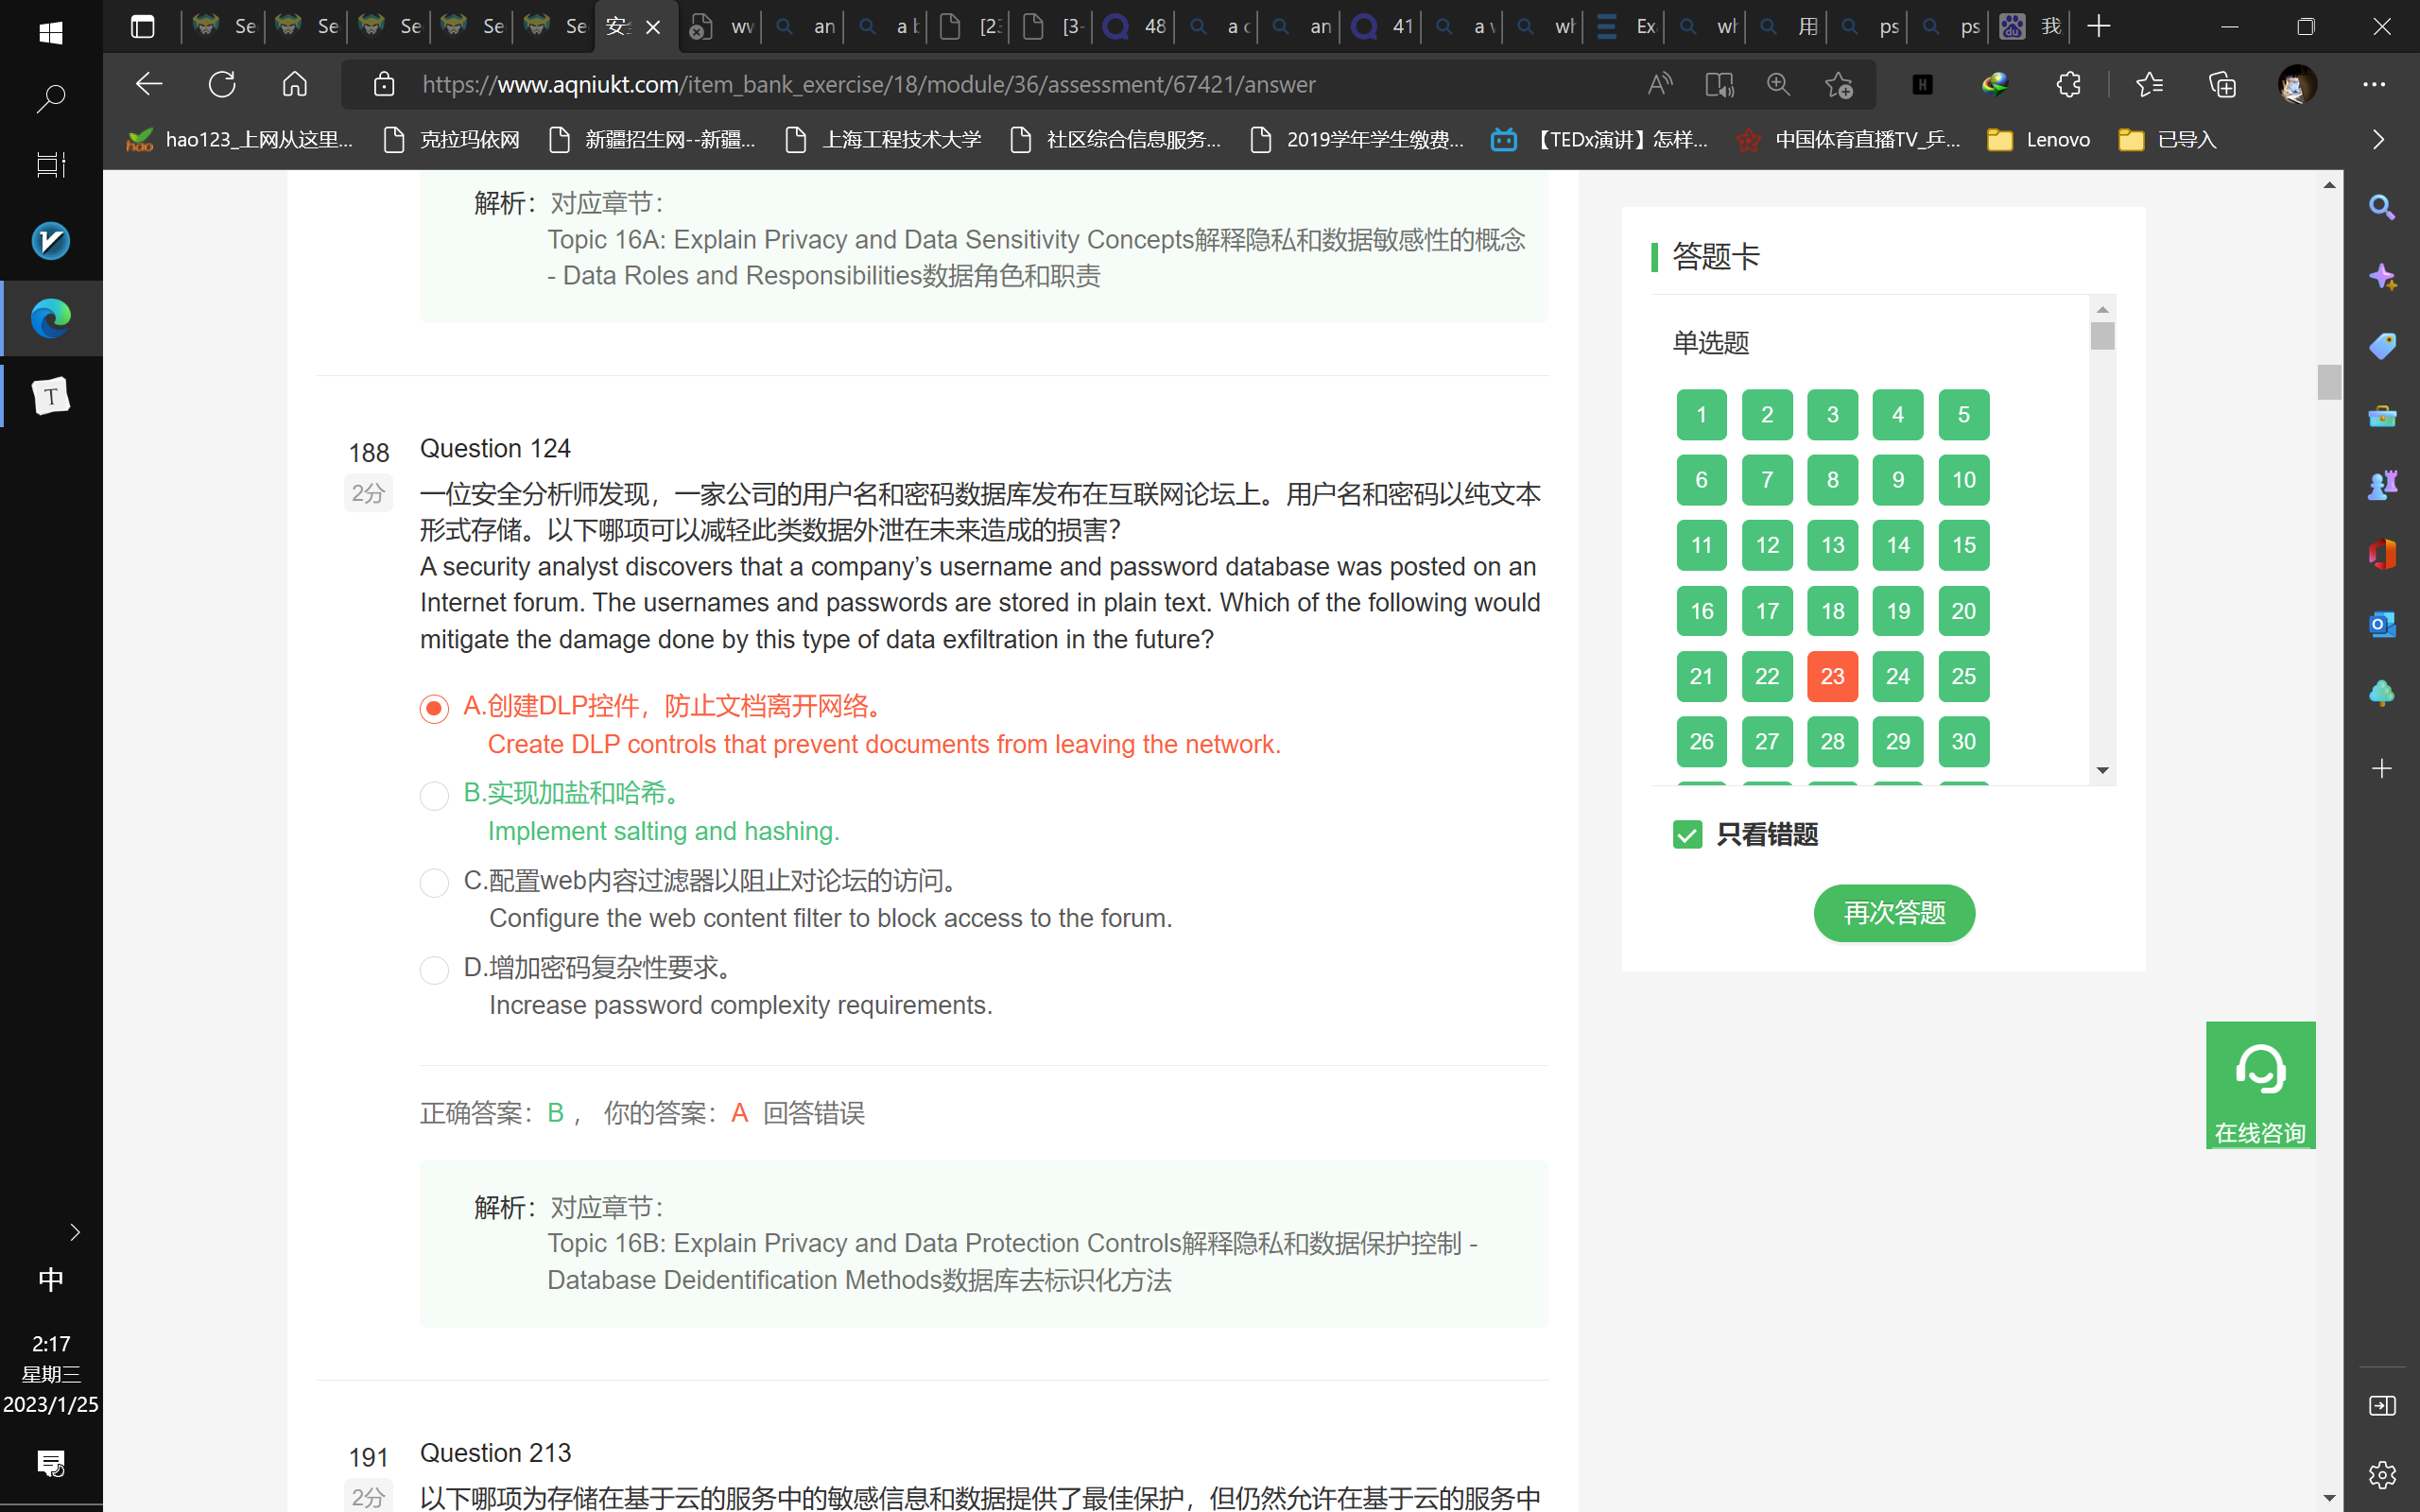 Se
Se
Se
Se
Se
安
wv
an
a b
[23
[3-
48
a c
an
41
a v
wh
Ex
wh
用
ps
ps
我
https://www.aqniukt.com/item_bank_exercise/18/module/36/assessment/67421/answer
hao123_上网从这里...
克拉玛依网
新疆招生网--新疆...
上海工程技术大学
社区综合信息服务...
2019学年学生缴费...
【TEDx演讲】怎样...
中国体育直播TV_乒...
Lenovo
已导入
解析：对应章节：
Topic 16A: Explain Privacy and Data Sensitivity Concepts解释隐私和数据敏感性的概念
- Data Roles and Responsibilities数据角色和职责
188
2分
Question 124
一位安全分析师发现，一家公司的用户名和密码数据库发布在互联网论坛上。用户名和密码以纯文本
形式存储。以下哪项可以减轻此类数据外泄在未来造成的损害？
A security analyst discovers that a company’s username and password database was posted on an
Internet forum. The usernames and passwords are stored in plain text. Which of the following would
mitigate the damage done by this type of data exfiltration in the future?
A.创建DLP控件，防止文档离开网络。
Create DLP controls that prevent documents from leaving the network.
B.实现加盐和哈希。
Implement salting and hashing.
C.配置web内容过滤器以阻止对论坛的访问。
Configure the web content filter to block access to the forum.
D.增加密码复杂性要求。
Increase password complexity requirements.
正确答案：B ， 你的答案：A 回答错误
解析：对应章节：
Topic 16B: Explain Privacy and Data Protection Controls解释隐私和数据保护控制 -
Database Deidentification Methods数据库去标识化方法
191
2分
Question 213
以下哪项为存储在基于云的服务中的敏感信息和数据提供了最佳保护，但仍然允许在基于云的服务中
答题卡
单选题
1 2 3 4 5
6 7 8 9 10
11 12 13 14 15
16 17 18 19 20
21 22 23 24 25
26 27 28 29 30
只看错题
再次答题
在线咨询
中
2:17
星期三
2023/1/25